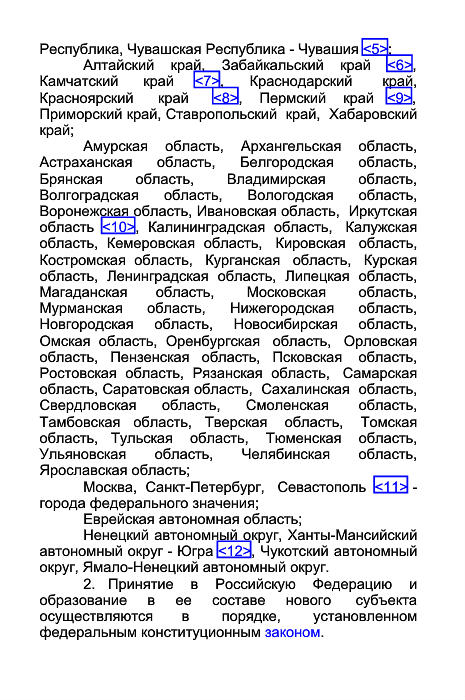 Республика, Чувашская Республика - Чувашия <5>;
Алтайский край, Забайкальский край <6>,
Камчатский край <7>, Краснодарский край,
Красноярский край <8>, Пермский край <9>,
Приморский край, Ставропольский край, Хабаровский
край;
Амурская область, Архангельская область,
Астраханская область, Белгородская область,
Брянская область, Владимирская область,
Волгоградская область, Вологодская область,
Воронежская область, Ивановская область, Иркутская
область <10>, Калининградская область, Калужская
область, Кемеровская область, Кировская область,
Костромская область, Курганская область, Курская
область, Ленинградская область, Липецкая область,
Магаданская область, Московская область,
Мурманская область, Нижегородская область,
Новгородская область, Новосибирская область,
Омская область, Оренбургская область, Орловская
область, Пензенская область, Псковская область,
Ростовская область, Рязанская область, Самарская
область, Саратовская область, Сахалинская область,
Свердловская область, Смоленская область,
Тамбовская область, Тверская область, Томская
область, Тульская область, Тюменская область,
Ульяновская область, Челябинская область,
Ярославская область;
Москва, Санкт-Петербург, Севастополь <11> -
города федерального значения;
Еврейская автономная область;
Ненецкий автономный округ, Ханты-Мансийский
автономный округ - Югра <12>, Чукотский автономный
округ, Ямало-Ненецкий автономный округ.
2. Принятие в Российскую Федерацию и
образование в ее составе нового субъекта
осуществляются в порядке, установленном
федеральным конституционным законом.